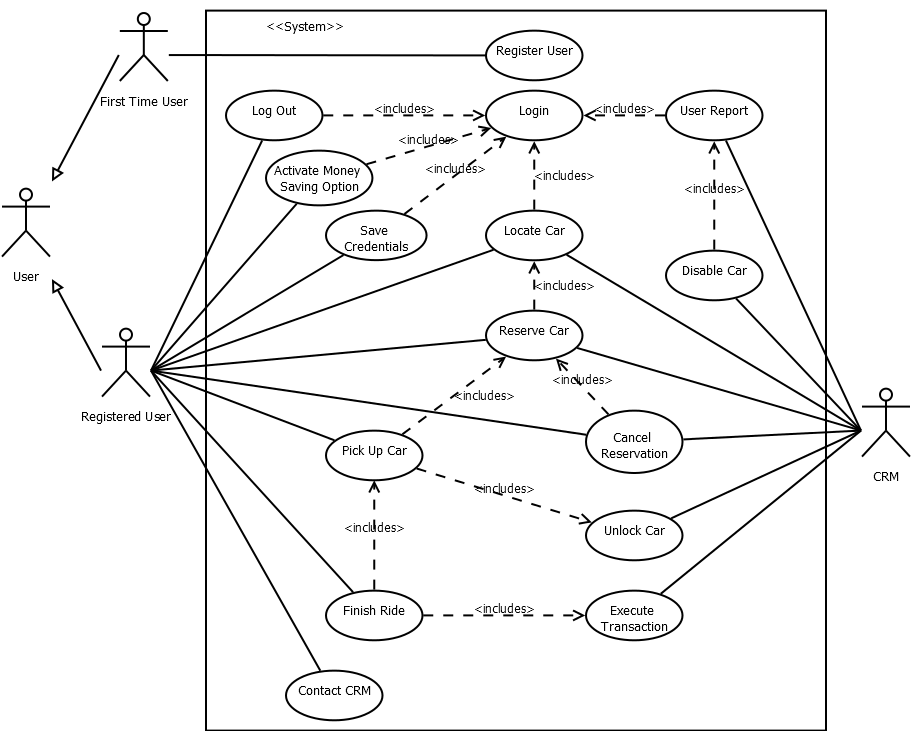 <<System>>
Register User
First Time User
Log Out
<includes>
Login
<includes>
User Report
<includes>
Activate Money
Saving Option
<includes>
<includes>
<includes>
Save
Credentials
Locate Car
User
Disable Car
<includes>
Reserve Car
<includes>
<includes>
Registered User
Cancel
Reservation
Pick Up Car
CRM
<includes>
<includes>
Unlock Car
Finish Ride
<includes>
Execute
Transaction
Contact CRM